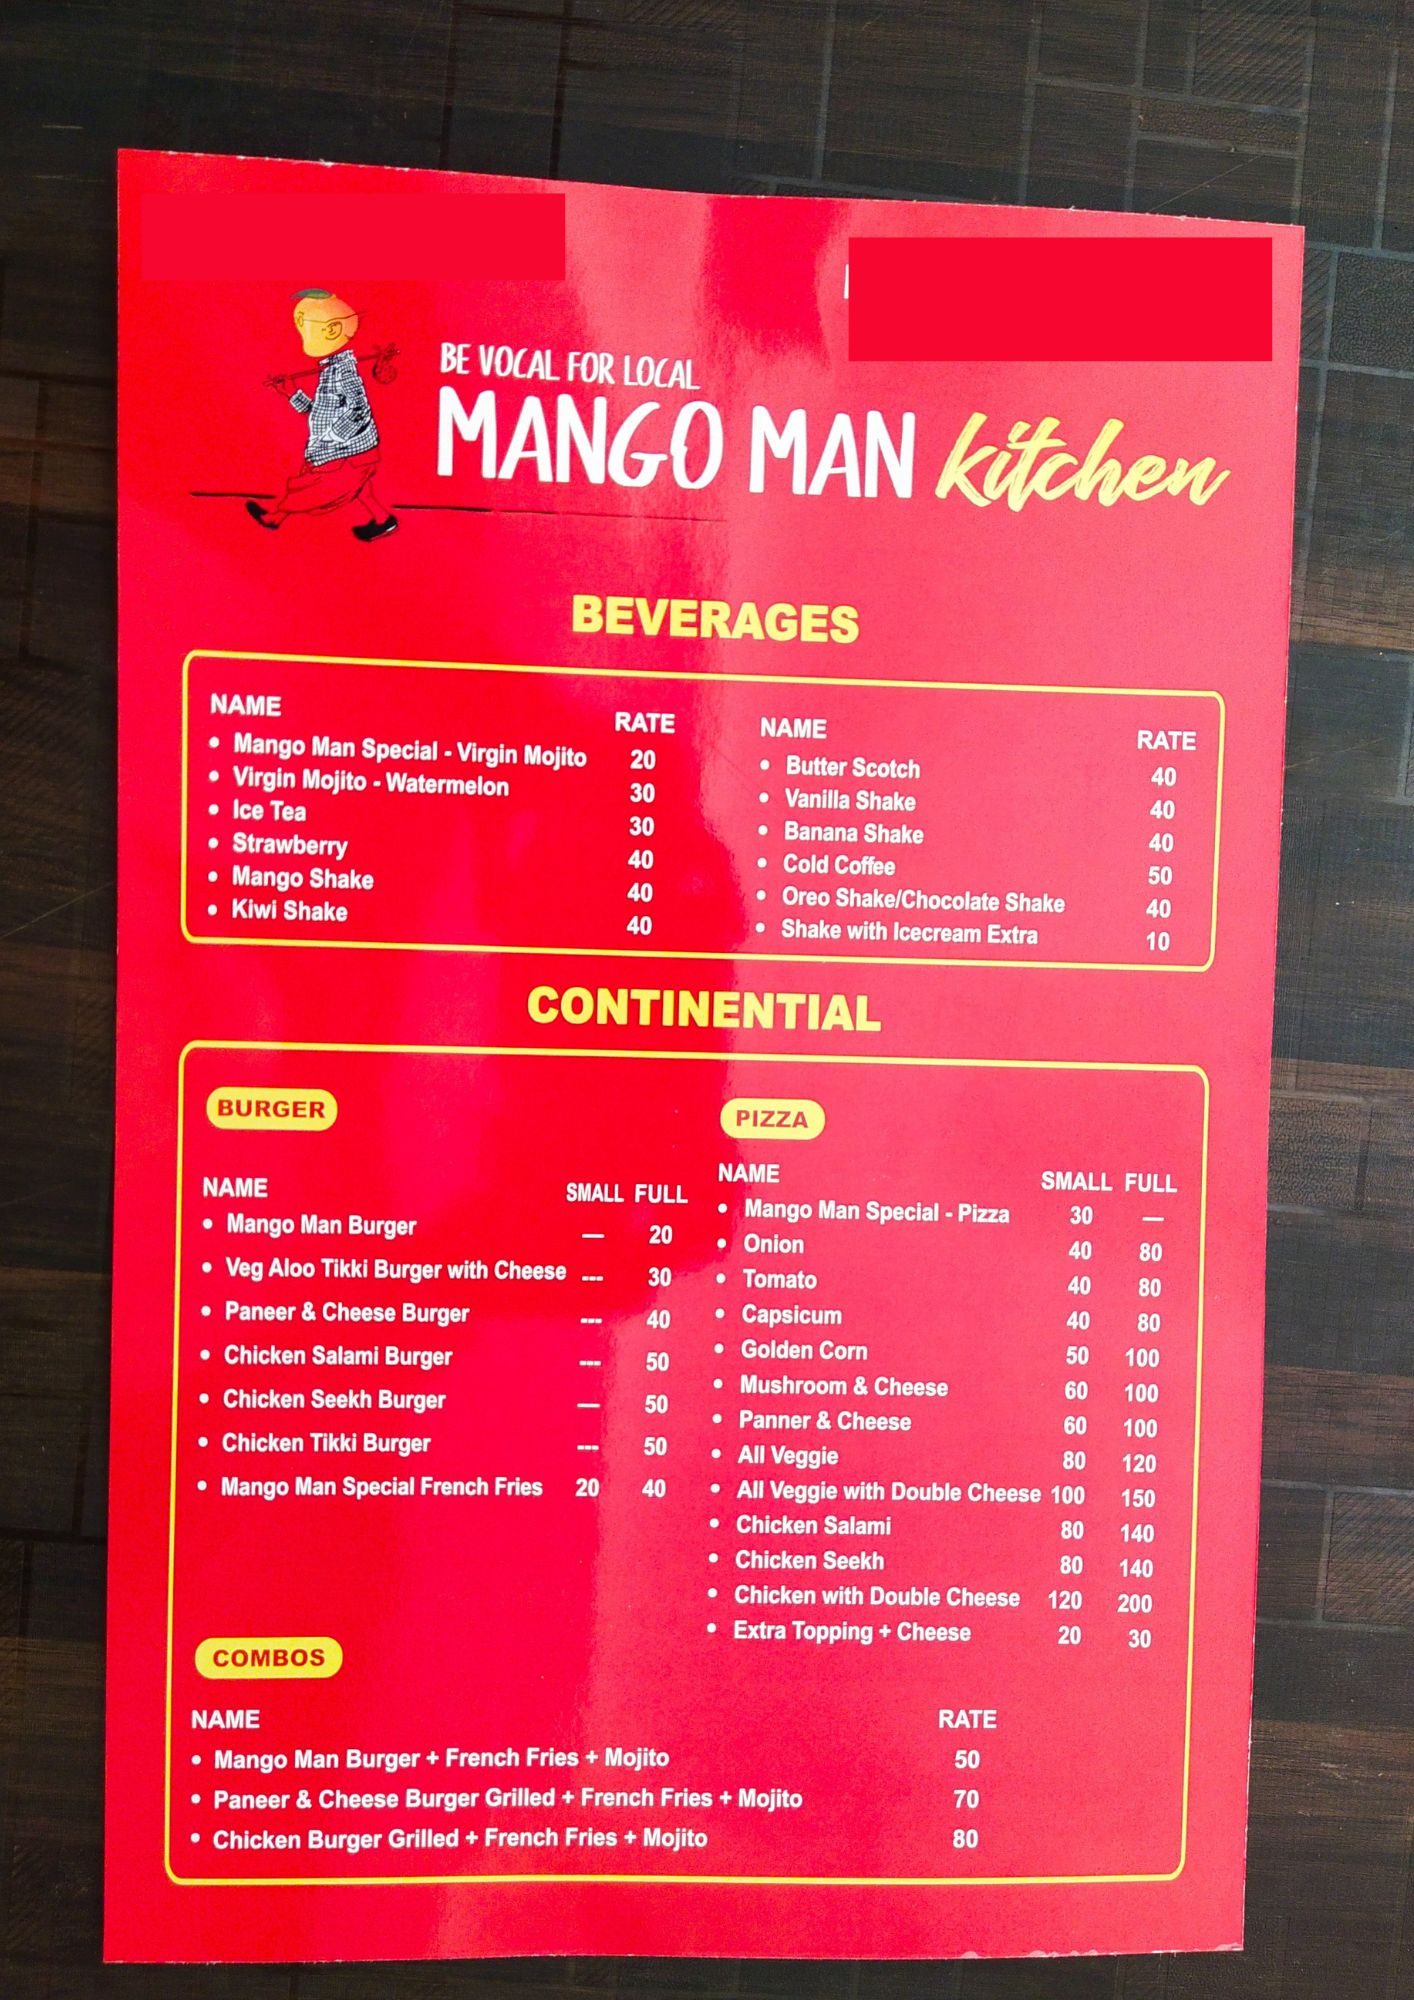 BE VOCAL FOR LOCAL
MANGO MAN kitchen
BEVERAGES
NAME RATE
• Mango Man Special - Virgin Mojito 20
• Virgin Mojito - Watermelon 30
• Ice Tea 30
• Strawberry 40
• Mango Shake 40
• Kiwi Shake 40
NAME RATE
• Butter Scotch 40
• Vanilla Shake 40
• Banana Shake 40
• Cold Coffee 50
• Oreo Shake/Chocolate Shake 40
• Shake with Icecream Extra 10
CONTINENTIAL
BURGER
NAME SMALL FULL
• Mango Man Burger — 20
• Veg Aloo Tikki Burger with Cheese --- 30
• Paneer & Cheese Burger --- 40
• Chicken Salami Burger --- 50
• Chicken Seekh Burger — 50
• Chicken Tikki Burger --- 50
• Mango Man Special French Fries 20 40
PIZZA
NAME SMALL FULL
• Mango Man Special - Pizza 30 —
• Onion 40 80
• Tomato 40 80
• Capsicum 40 80
• Golden Corn 50 100
• Mushroom & Cheese 60 100
• Panner & Cheese 60 100
• All Veggie 80 120
• All Veggie with Double Cheese 100 150
• Chicken Salami 80 140
• Chicken Seekh 80 140
• Chicken with Double Cheese 120 200
• Extra Topping + Cheese 20 30
COMBOS
NAME RATE
• Mango Man Burger + French Fries + Mojito 50
• Paneer & Cheese Burger Grilled + French Fries + Mojito 70
• Chicken Burger Grilled + French Fries + Mojito 80